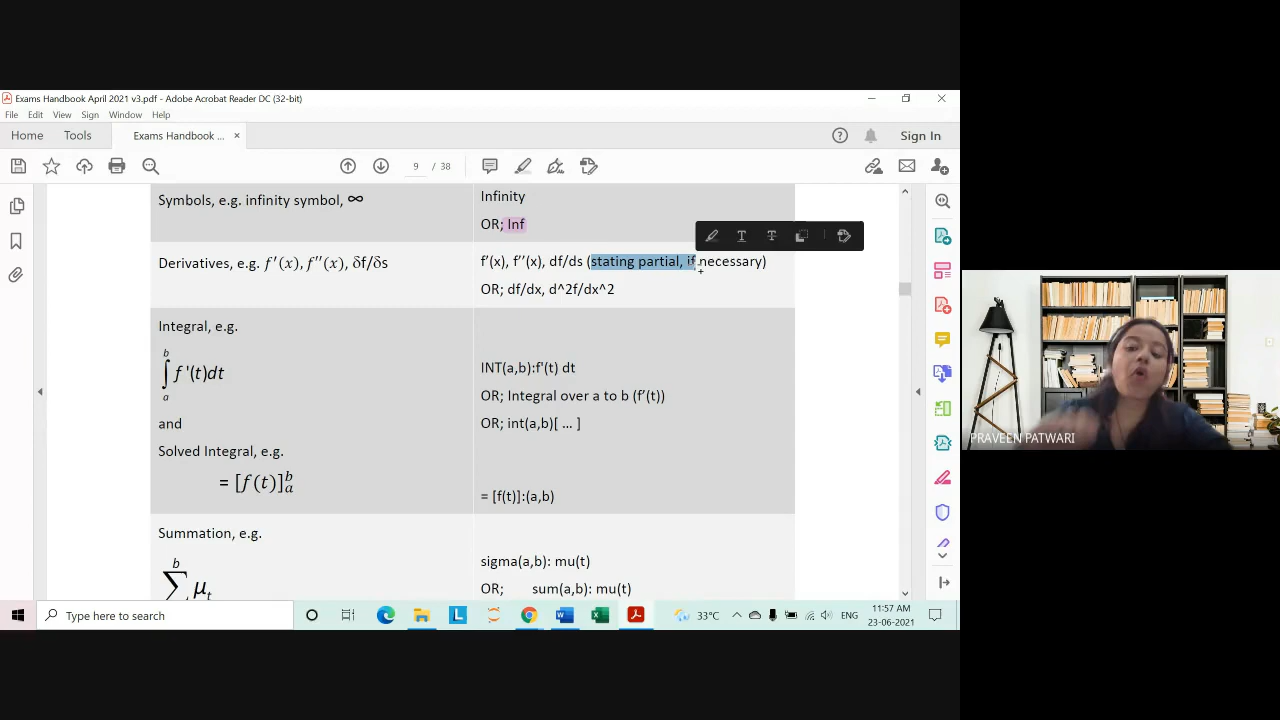 Exams Handbook April 2021 v3.pdf - Adobe Acrobat Reader DC (32-bit)
File Edit View Window Sign Help
Home Tools Exams Handbook ... × Sign In
9 / 38
Symbols, e.g. infinity symbol, ∞
Infinity
OR; Inf
Derivatives, e.g. f′(x), f′′(x), δf/δs
f'(x), f''(x), df/ds (stating partial, if necessary)
OR; df/dx, d^2f/dx^2
Integral, e.g.
b
∫ f '(t)dt
a
and
Solved Integral, e.g.
= [f(t)]ᵇₐ
INT(a,b):f'(t) dt
OR; Integral over a to b (f'(t))
OR; int(a,b)[ ... ]
= [f(t)]:(a,b)
Summation, e.g.
b
∑ μₜ
sigma(a,b): mu(t)
OR; sum(a,b): mu(t)
PRAVEEN PATWARI
Type here to search
33°C ENG
11:57 AM
23-06-2021